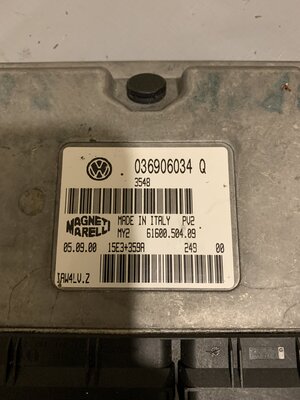 036906034 Q
3548
MAGNETI MARELLI
MADE IN ITALY PV2
MY2 61600.504.09
05.09.00 15E3+359A 249 00
IAW4LV.Z